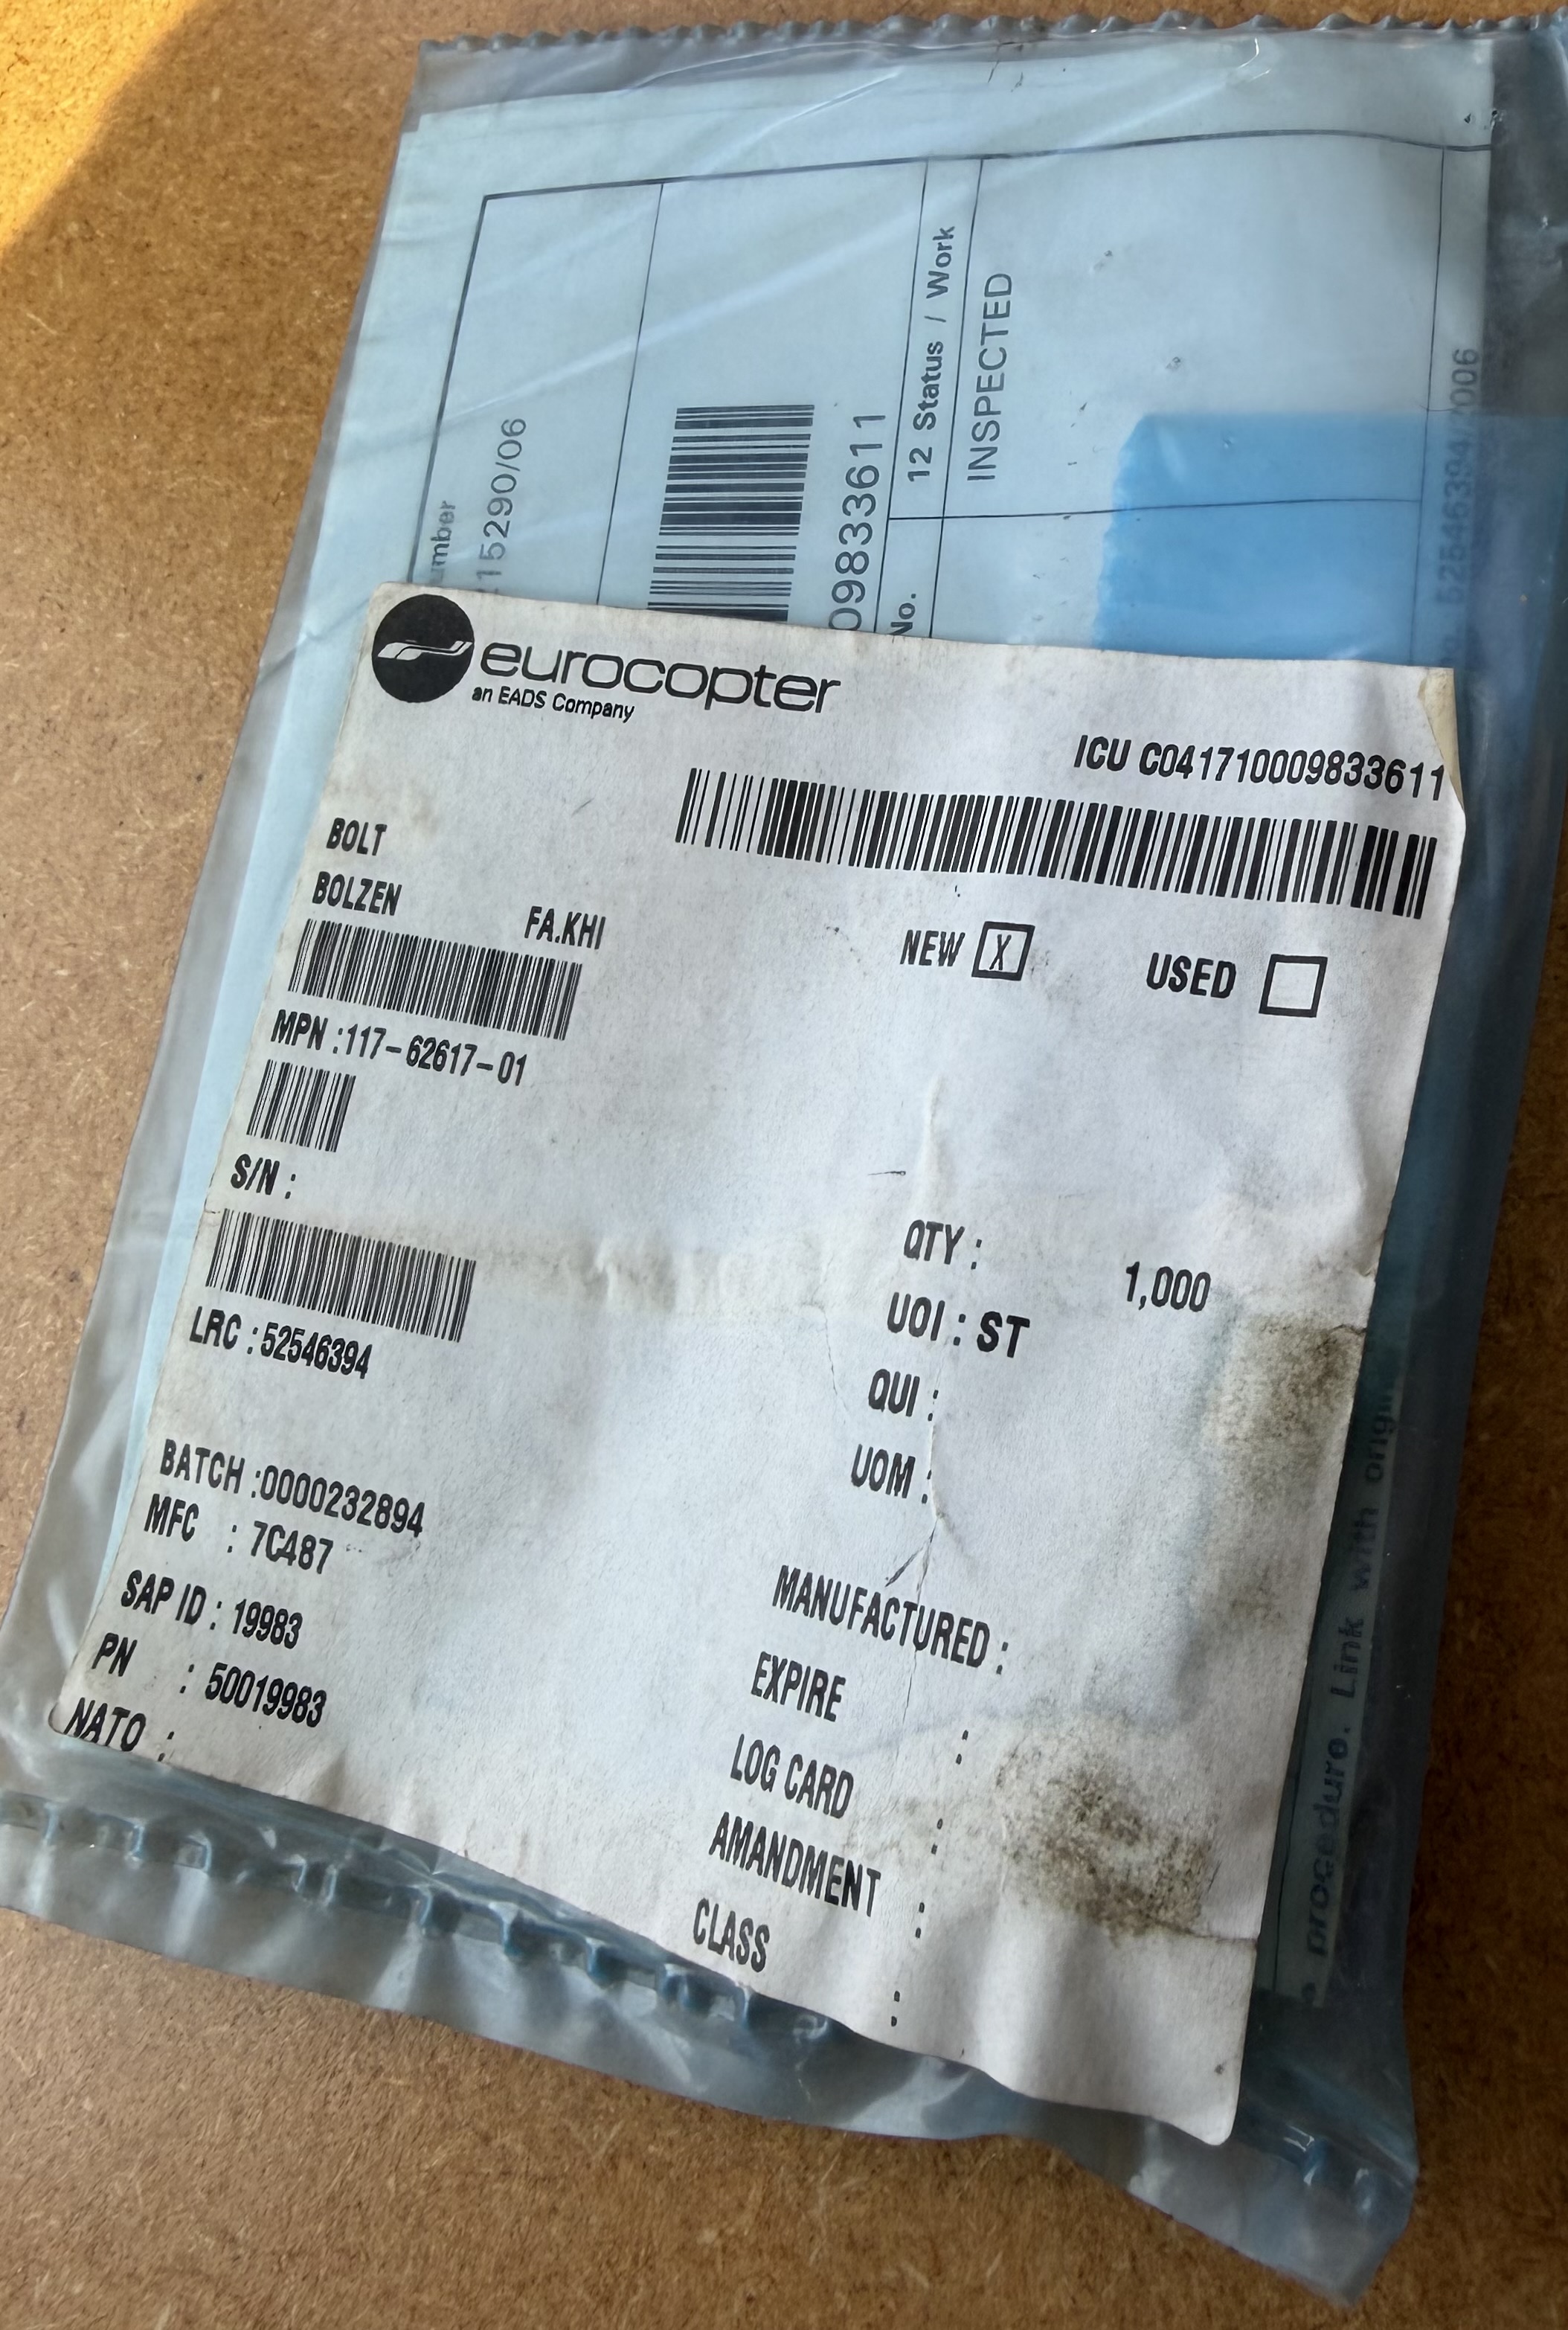 umber
15290/06
09833611
No.
12 Status / Work
INSPECTED
52546394/006
eurocopter
an EADS Company
ICU C041710009833611
BOLT
BOLZEN FA.KHI
NEW X USED
MPN :117-62617-01
S/N :
QTY : 1,000
UOI : ST
LRC :52546394
QUI :
UOM :
BATCH :0000232894
MFC : 7C487
MANUFACTURED :
SAP ID : 19983
EXPIRE :
PN : 50019983
LOG CARD :
NATO :
AMANDMENT :
CLASS :
procedure. Link with origin